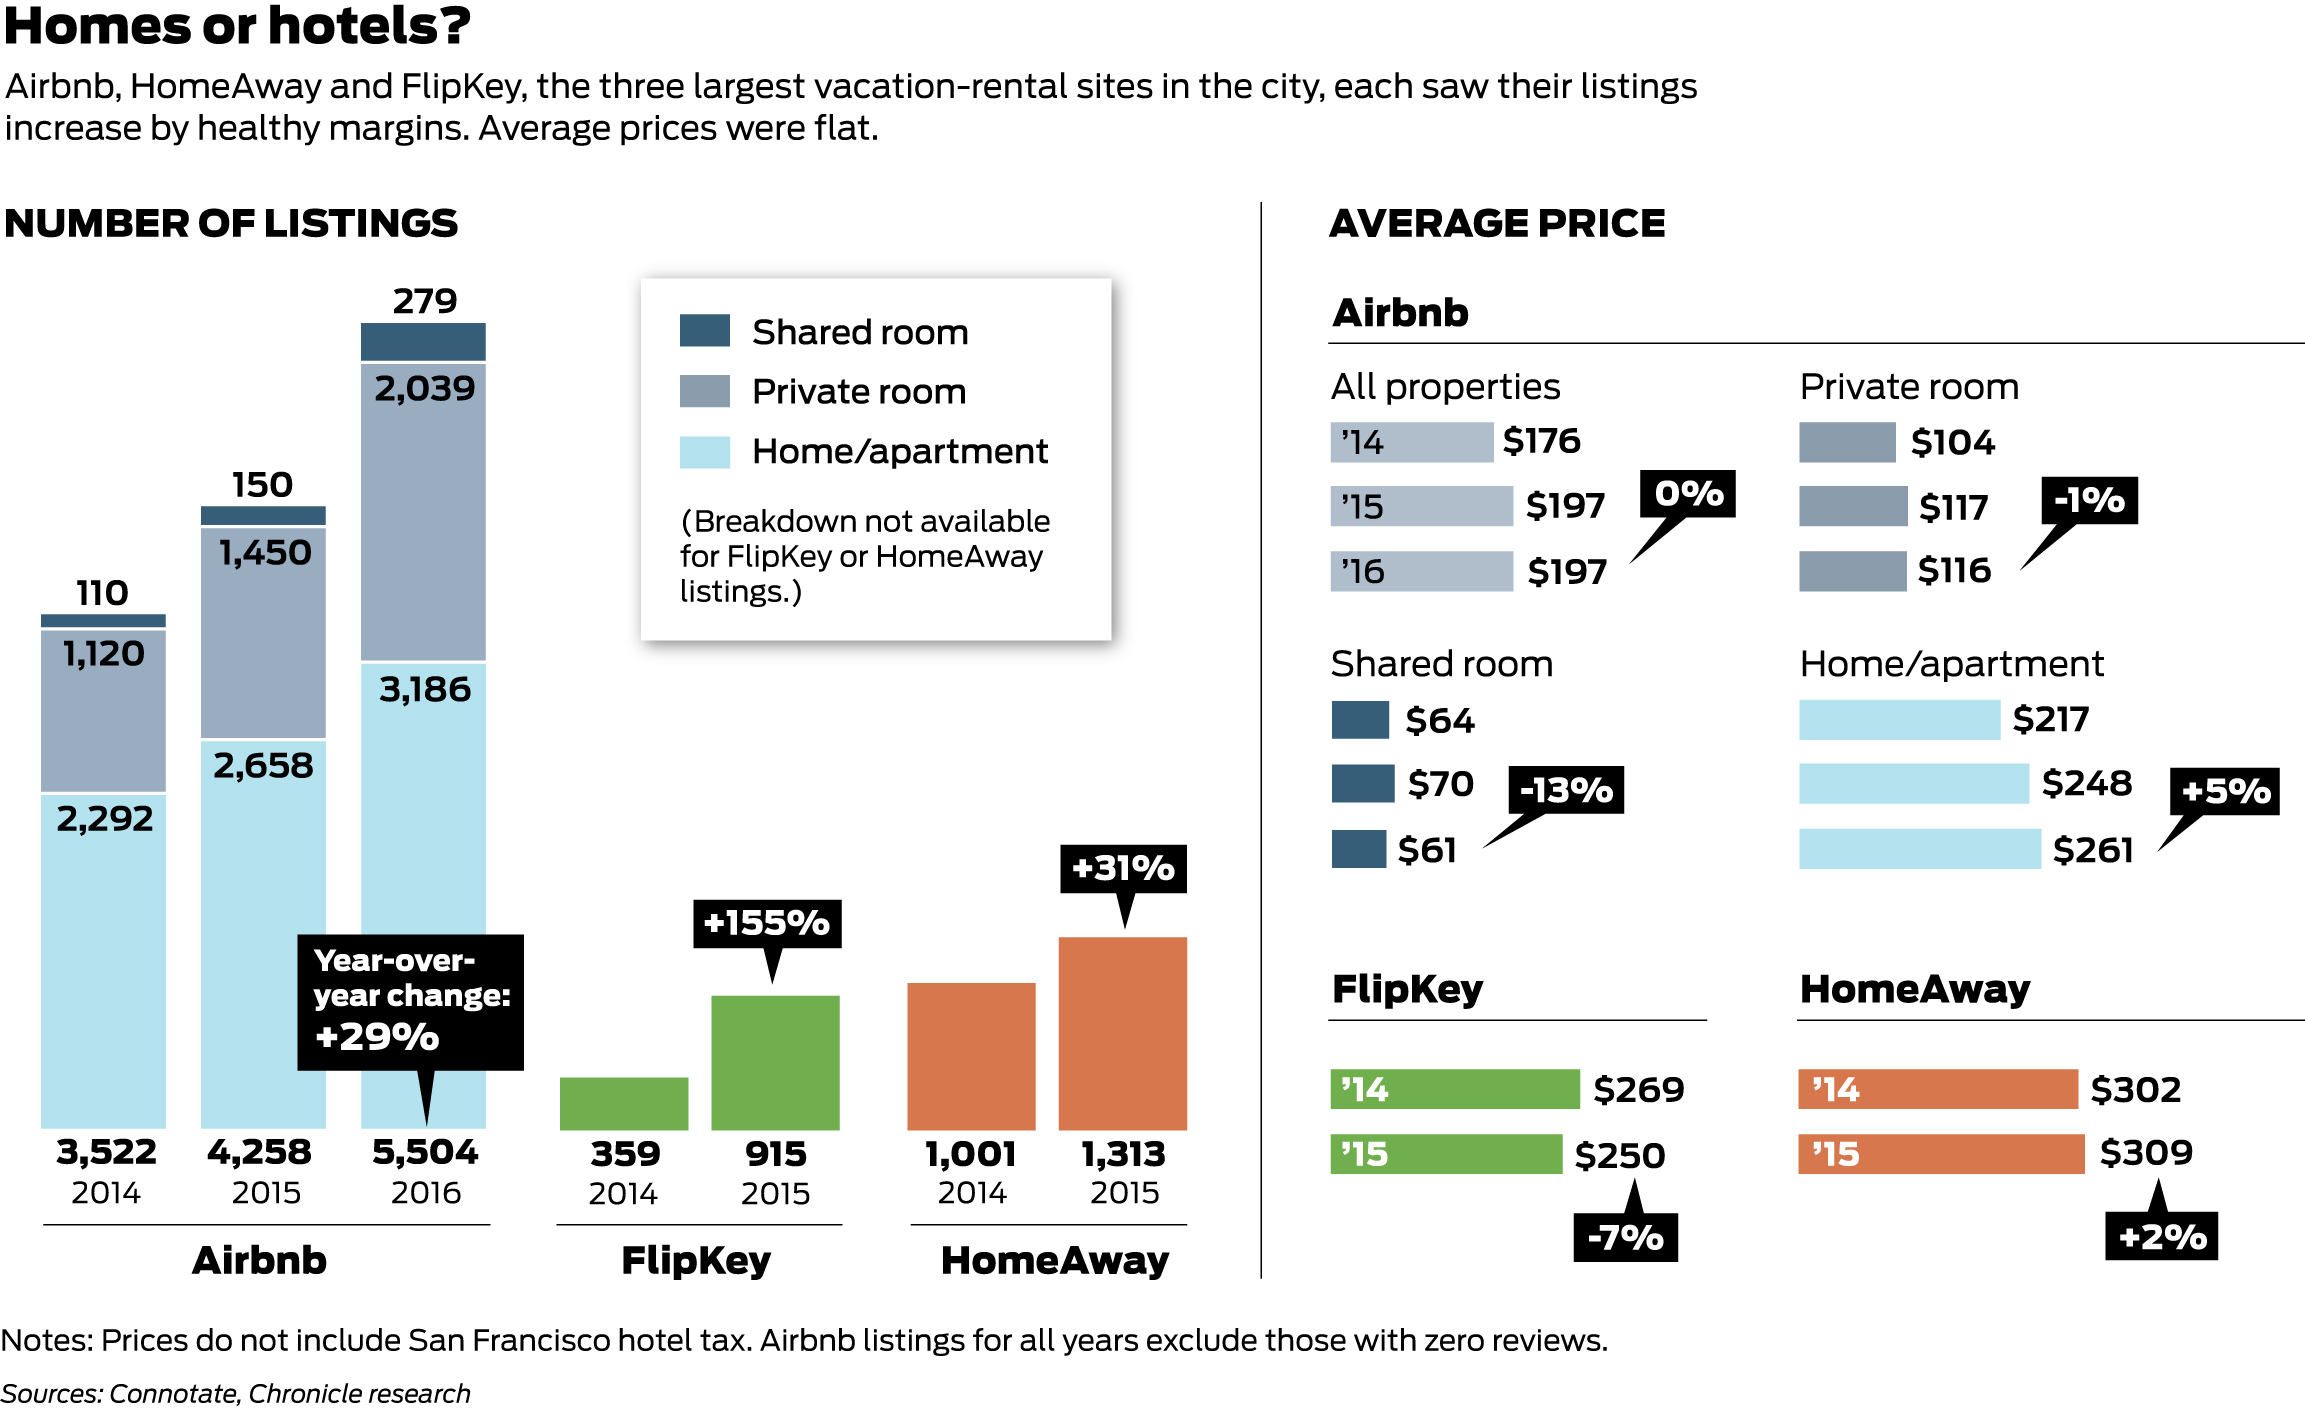 Homes or hotels?
Airbnb, HomeAway and FlipKey, the three largest vacation-rental sites in the city, each saw their listings
increase by healthy margins. Average prices were flat.
NUMBER OF LISTINGS
110
1,120
2,292
3,522
2014
150
1,450
2,658
4,258
2015
279
2,039
3,186
Year-over-
year change:
+29%
5,504
2016
Airbnb
Shared room
Private room
Home/apartment
(Breakdown not available
for FlipKey or HomeAway
listings.)
359
2014
+155%
915
2015
FlipKey
1,001
2014
+31%
1,313
2015
HomeAway
AVERAGE PRICE
Airbnb
All properties
’14 $176
’15 $197
’16 $197
0%
Private room
$104
$117
$116
-1%
Shared room
$64
$70
$61
-13%
Home/apartment
$217
$248
$261
+5%
FlipKey
’14 $269
’15 $250
-7%
HomeAway
’14 $302
’15 $309
+2%
Notes: Prices do not include San Francisco hotel tax. Airbnb listings for all years exclude those with zero reviews.
Sources: Connotate, Chronicle research